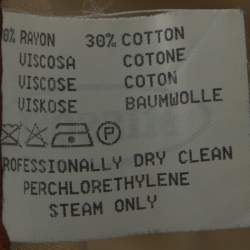 0% RAYON 30% COTTON
VISCOSA COTONE
VISCOSE COTON
VISKOSE BAUMWOLLE
P
ROFESSIONALLY DRY CLEAN
PERCHLORETHYLENE
STEAM ONLY